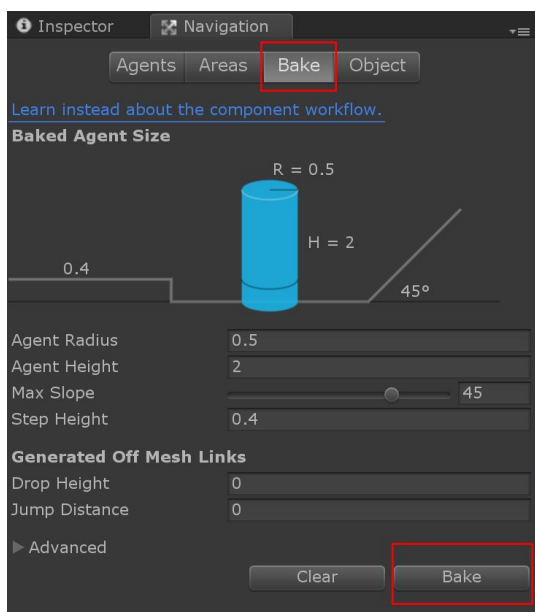 Inspector Navigation
Agents Areas Bake Object
Learn instead about the component workflow.
Baked Agent Size
R = 0.5
H = 2
0.4
45°
Agent Radius 0.5
Agent Height 2
Max Slope 45
Step Height 0.4
Generated Off Mesh Links
Drop Height 0
Jump Distance 0
Advanced
Clear Bake